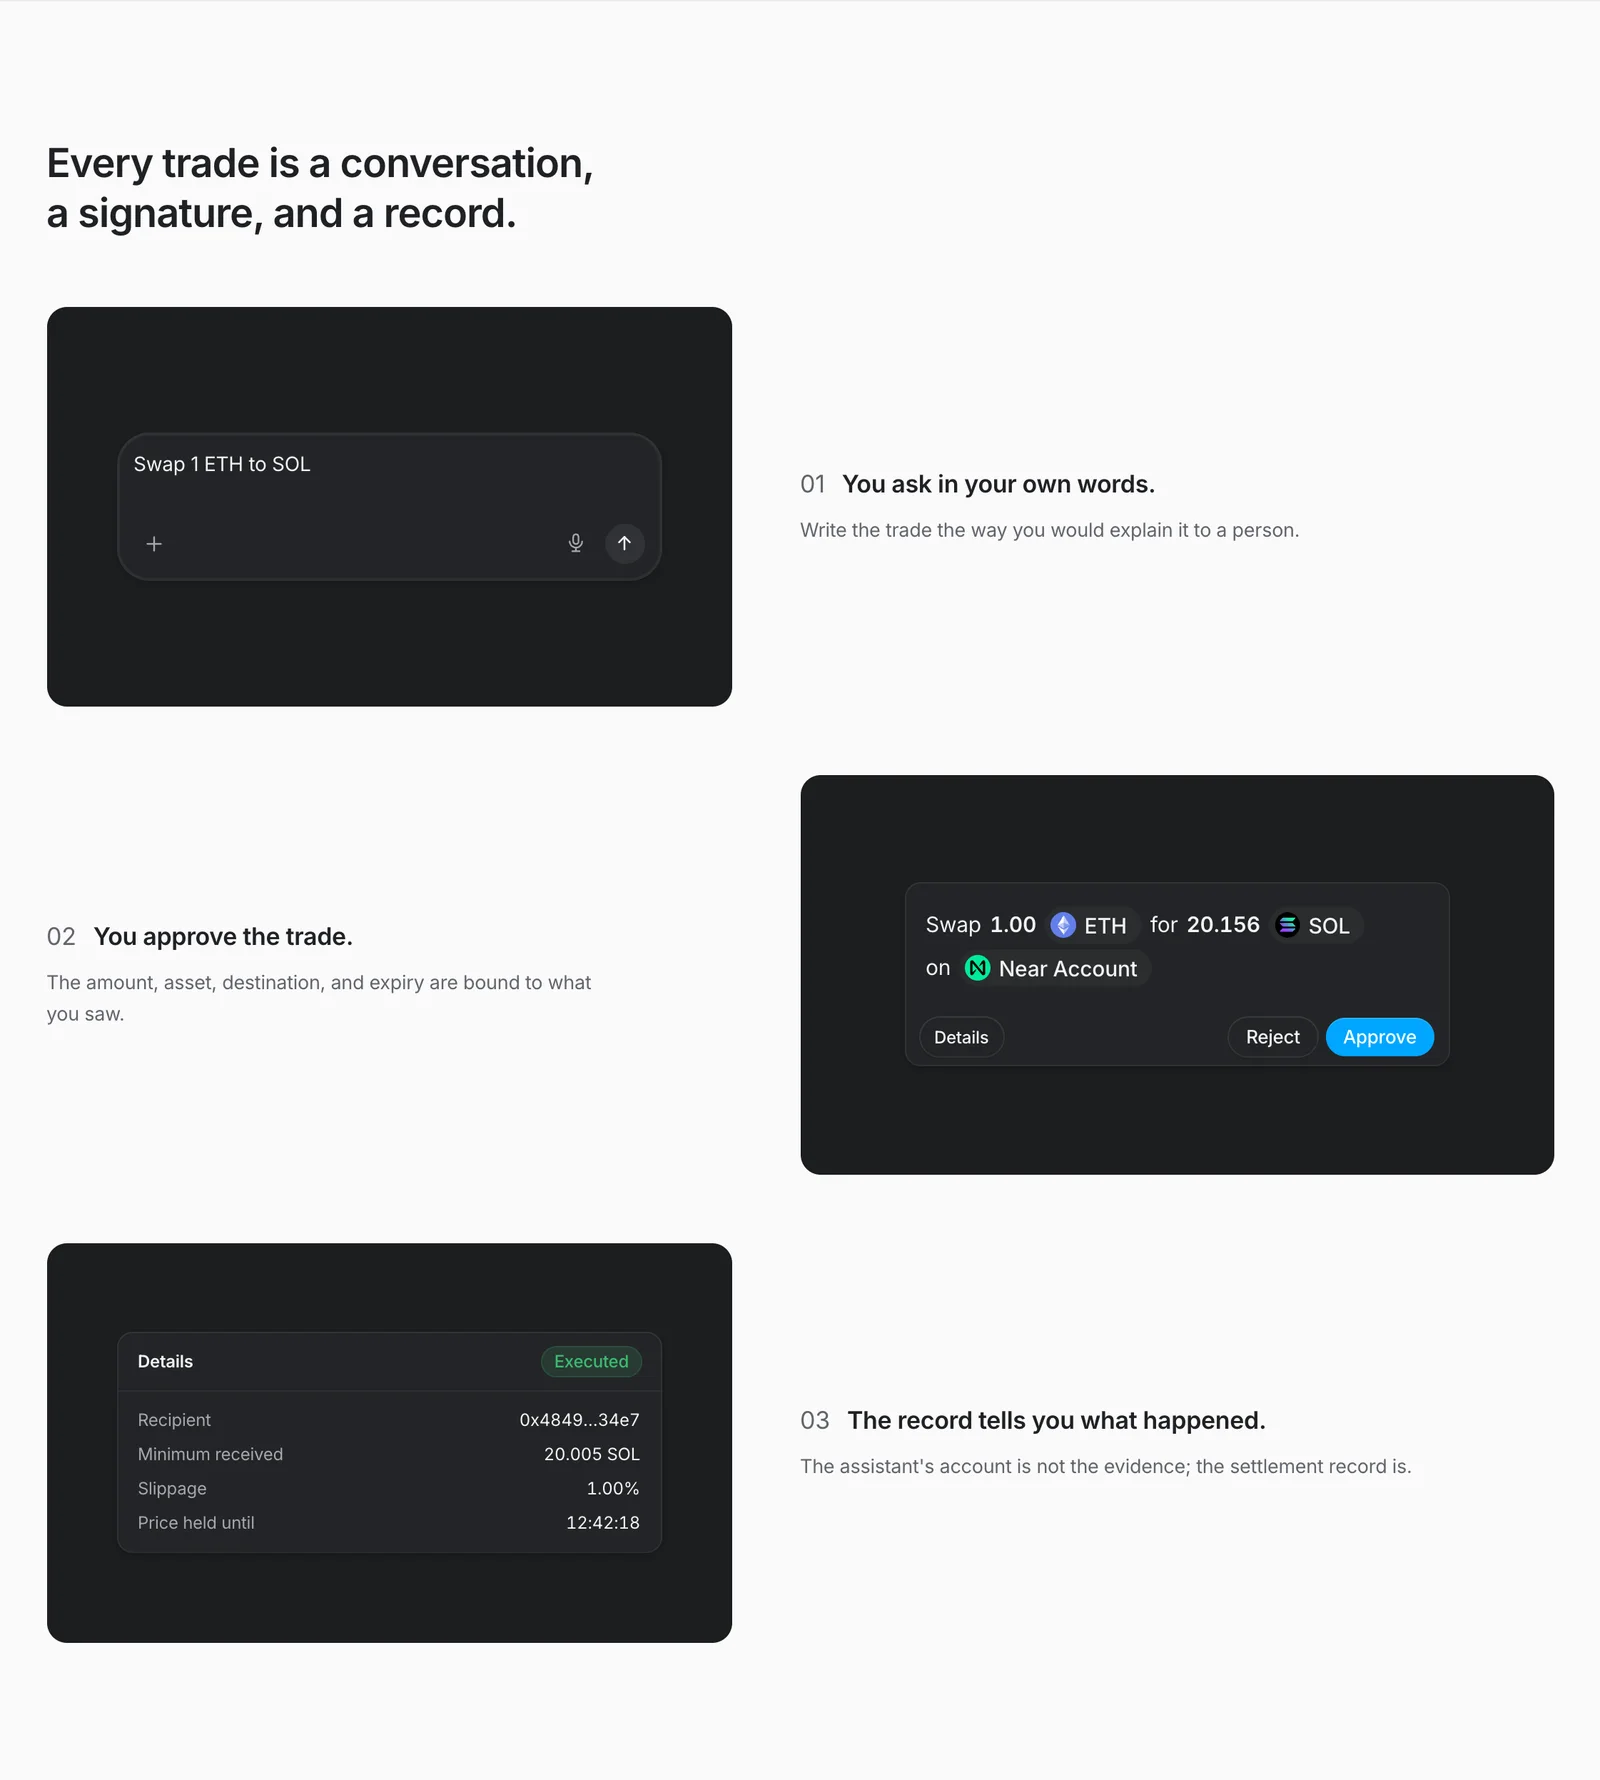 Every trade is a conversation,
a signature, and a record.
Swap 1 ETH to SOL
01 You ask in your own words.
Write the trade the way you would explain it to a person.
02 You approve the trade.
The amount, asset, destination, and expiry are bound to what
you saw.
Swap 1.00 ETH for 20.156 SOL
on Near Account
Details Reject Approve
Details Executed
Recipient 0x4849...34e7
Minimum received 20.005 SOL
Slippage 1.00%
Price held until 12:42:18
03 The record tells you what happened.
The assistant's account is not the evidence; the settlement record is.